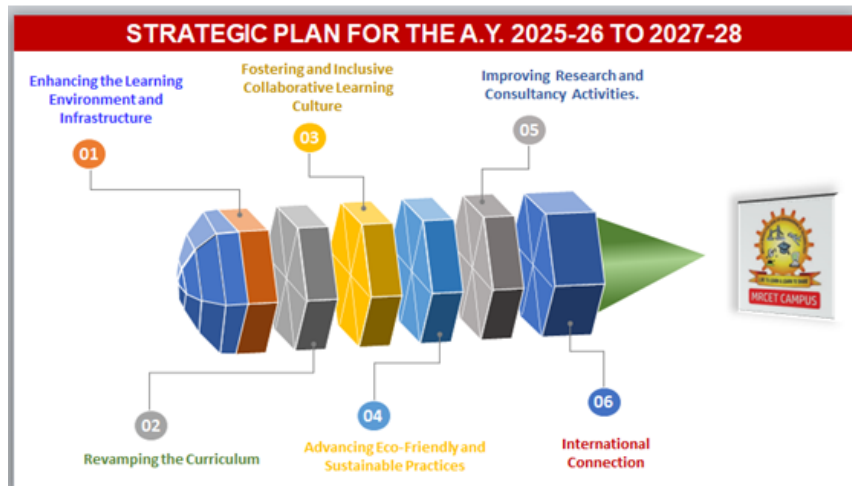 STRATEGIC PLAN FOR THE A.Y. 2025-26 TO 2027-28
Enhancing the Learning
Environment and
Infrastructure
01
Fostering and Inclusive
Collaborative Learning
Culture
03
Improving Research and
Consultancy Activities.
05
02
Revamping the Curriculum
04
Advancing Eco-Friendly and
Sustainable Practices
06
International
Connection
MRCET CAMPUS